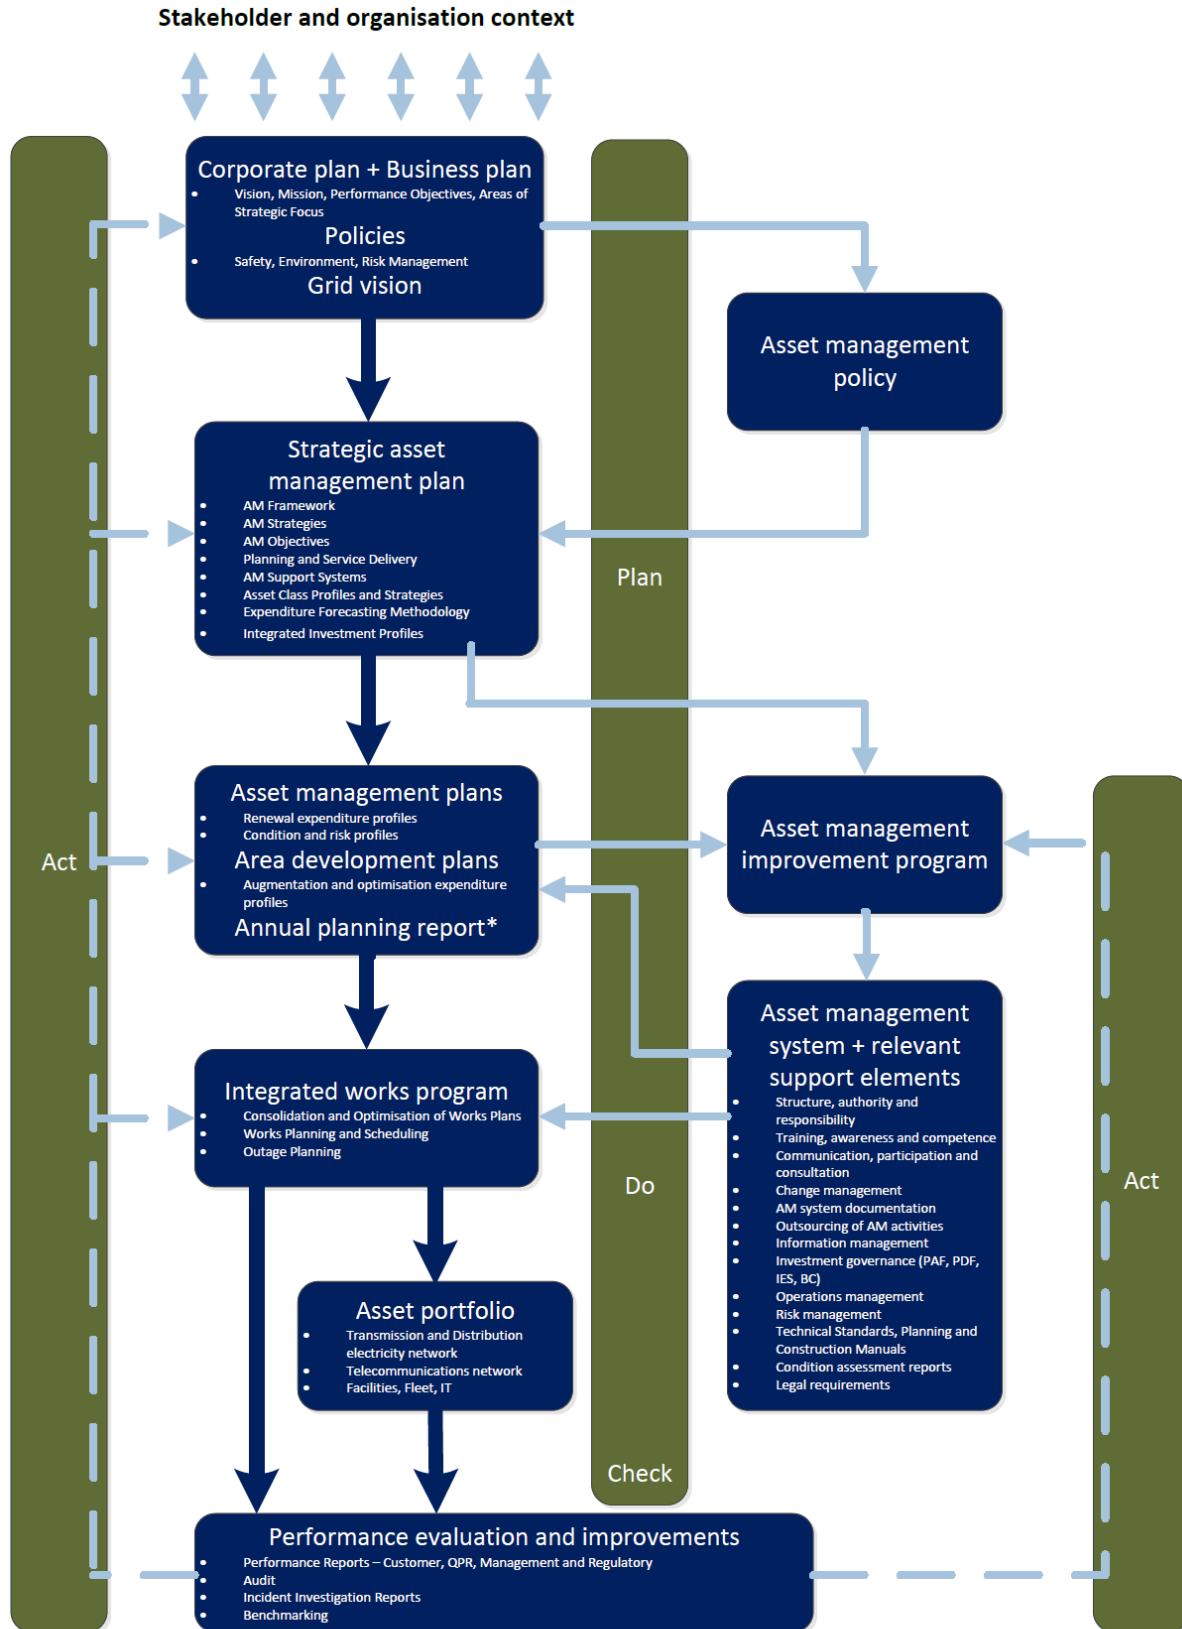 Stakeholder and organisation context
Corporate plan + Business plan
• Vision, Mission, Performance Objectives, Areas of
Strategic Focus
Policies
• Safety, Environment, Risk Management
Grid vision
Asset management
policy
Strategic asset
management plan
• AM Framework
• AM Strategies
• AM Objectives
• Planning and Service Delivery
• AM Support Systems
• Asset Class Profiles and Strategies
• Expenditure Forecasting Methodology
• Integrated Investment Profiles
Plan
Asset management plans
• Renewal expenditure profiles
• Condition and risk profiles
Area development plans
• Augmentation and optimisation expenditure
profiles
Annual planning report*
Asset management
improvement program
Act
Asset management
system + relevant
support elements
• Structure, authority and
responsibility
• Training, awareness and competence
• Communication, participation and
consultation
• Change management
• AM system documentation
• Outsourcing of AM activities
• Information management
• Investment governance (PAF, PDF,
IES, BC)
• Operations management
• Risk management
• Technical Standards, Planning and
Construction Manuals
• Condition assessment reports
• Legal requirements
Integrated works program
• Consolidation and Optimisation of Works Plans
• Works Planning and Scheduling
• Outage Planning
Do
Act
Asset portfolio
• Transmission and Distribution
electricity network
• Telecommunications network
• Facilities, Fleet, IT
Check
Performance evaluation and improvements
• Performance Reports – Customer, QPR, Management and Regulatory
• Audit
• Incident Investigation Reports
• Benchmarking